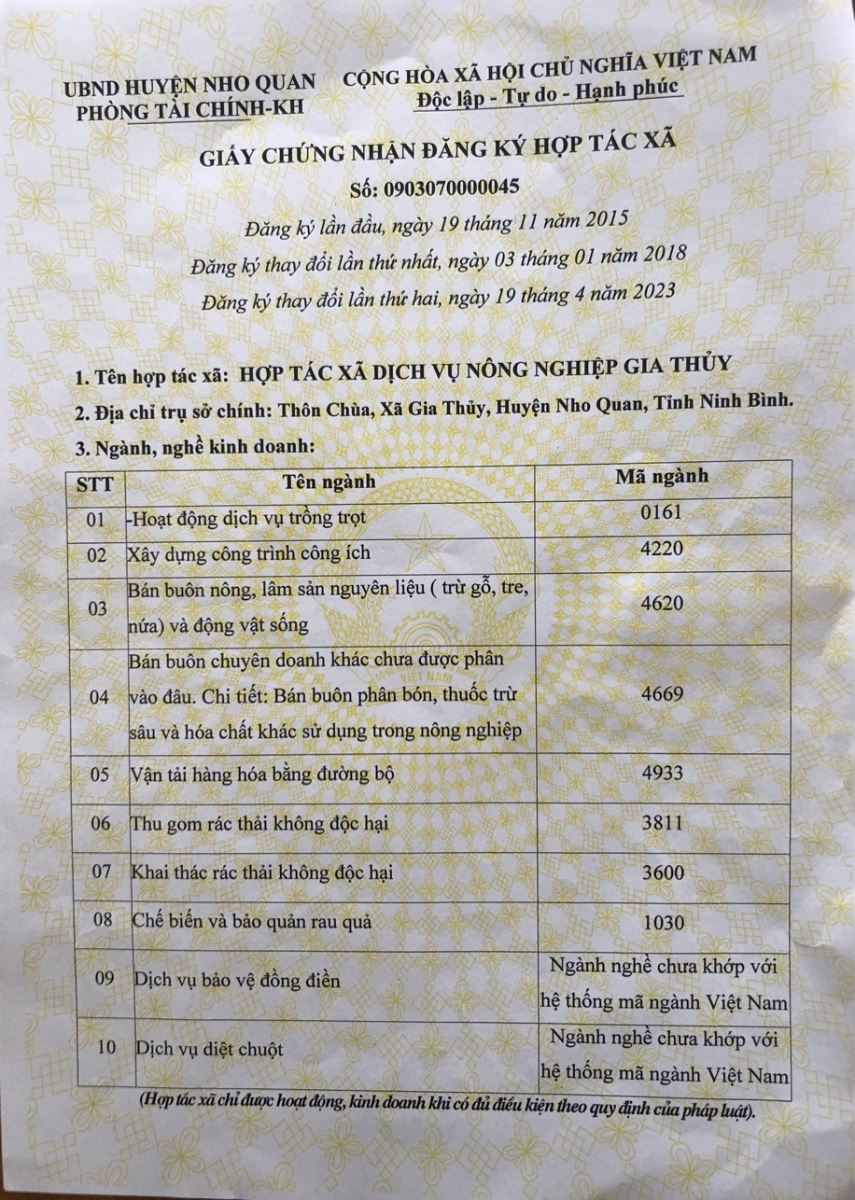 UBND HUYỆN NHO QUAN
PHÒNG TÀI CHÍNH-KH
CỘNG HÒA XÃ HỘI CHỦ NGHĨA VIỆT NAM
Độc lập - Tự do - Hạnh phúc
GIẤY CHỨNG NHẬN ĐĂNG KÝ HỢP TÁC XÃ
Số: 0903070000045
Đăng ký lần đầu, ngày 19 tháng 11 năm 2015
Đăng ký thay đổi lần thứ nhất, ngày 03 tháng 01 năm 2018
Đăng ký thay đổi lần thứ hai, ngày 19 tháng 4 năm 2023
1. Tên hợp tác xã: HỢP TÁC XÃ DỊCH VỤ NÔNG NGHIỆP GIA THỦY
2. Địa chỉ trụ sở chính: Thôn Chùa, Xã Gia Thủy, Huyện Nho Quan, Tỉnh Ninh Bình.
3. Ngành, nghề kinh doanh:
STT Tên ngành Mã ngành
01 -Hoạt động dịch vụ trồng trọt 0161
02 Xây dựng công trình công ích 4220
03 Bán buôn nông, lâm sản nguyên liệu ( trừ gỗ, tre,
nứa) và động vật sống 4620
Bán buôn chuyên doanh khác chưa được phân
04 vào đâu. Chi tiết: Bán buôn phân bón, thuốc trừ 4669
sâu và hóa chất khác sử dụng trong nông nghiệp
05 Vận tải hàng hóa bằng đường bộ 4933
06 Thu gom rác thải không độc hại 3811
07 Khai thác rác thải không độc hại 3600
08 Chế biến và bảo quản rau quả 1030
09 Dịch vụ bảo vệ đồng điền Ngành nghề chưa khớp với
hệ thống mã ngành Việt Nam
10 Dịch vụ diệt chuột Ngành nghề chưa khớp với
hệ thống mã ngành Việt Nam
(Hợp tác xã chỉ được hoạt động, kinh doanh khi có đủ điều kiện theo quy định của pháp luật).
VIỆT NAM